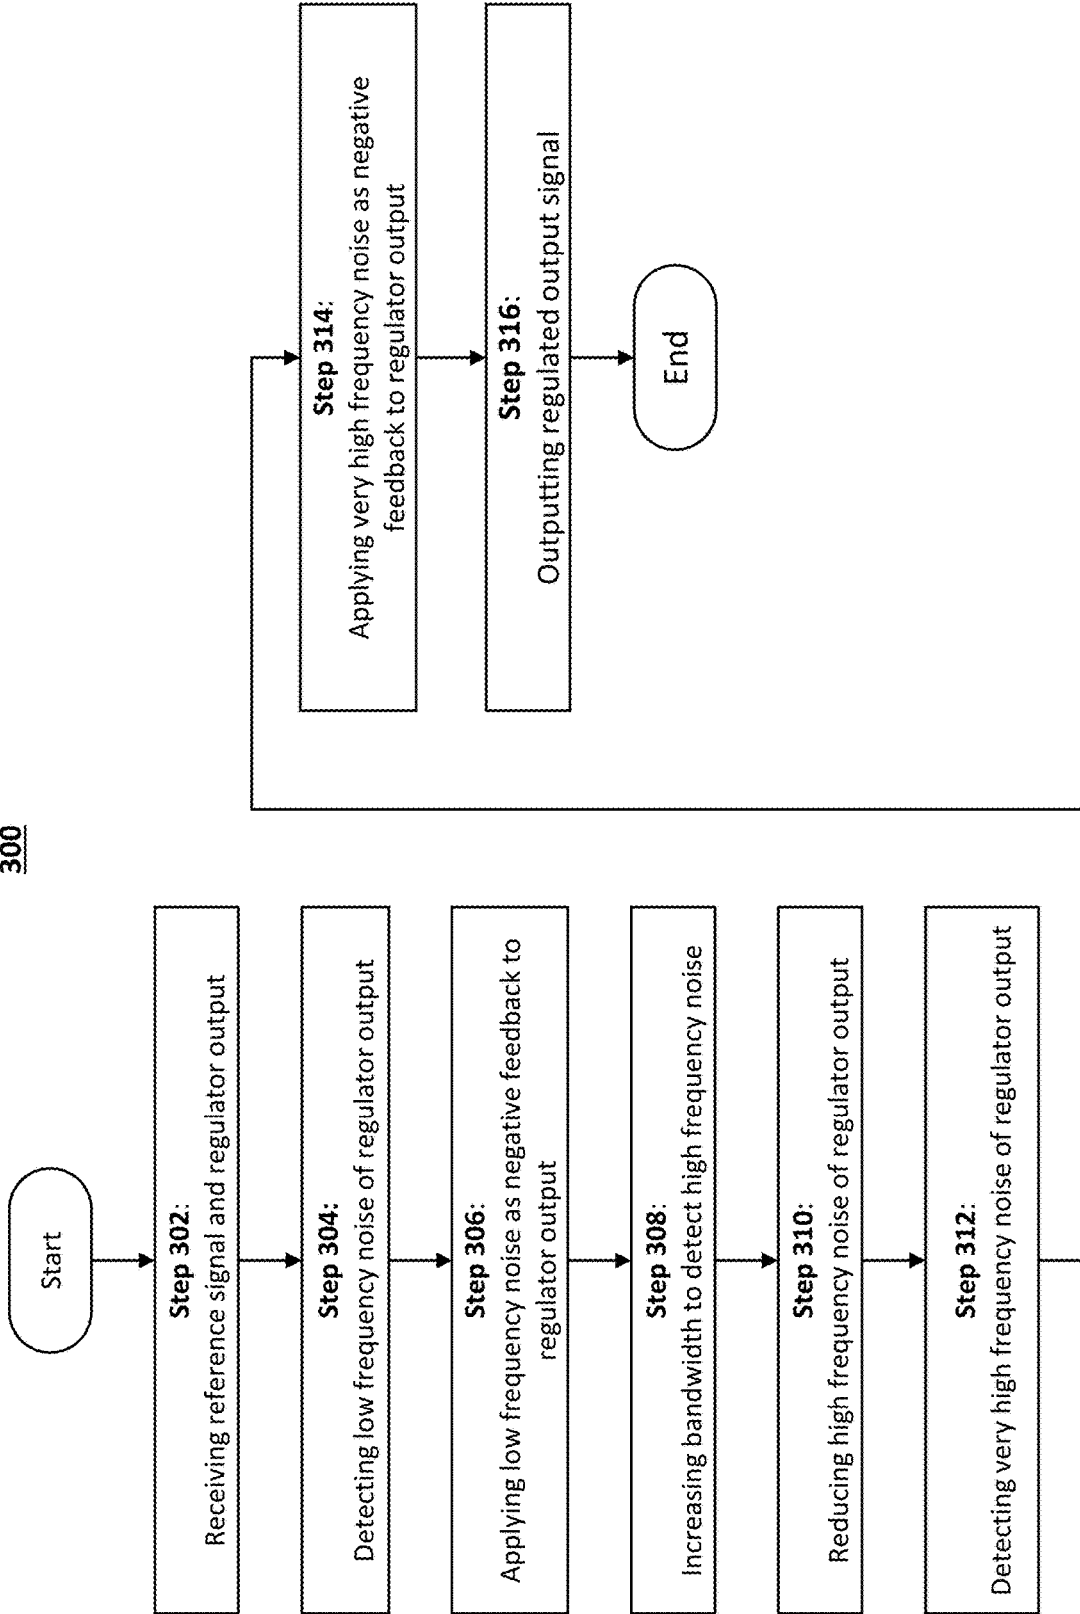 300
Start
Step 302:
Receiving reference signal and regulator output
Step 304:
Detecting low frequency noise of regulator output
Step 306:
Applying low frequency noise as negative feedback to
regulator output
Step 308:
Increasing bandwidth to detect high frequency noise
Step 310:
Reducing high frequency noise of regulator output
Step 312:
Detecting very high frequency noise of regulator output
Step 314:
Applying very high frequency noise as negative
feedback to regulator output
Step 316:
Outputting regulated output signal
End